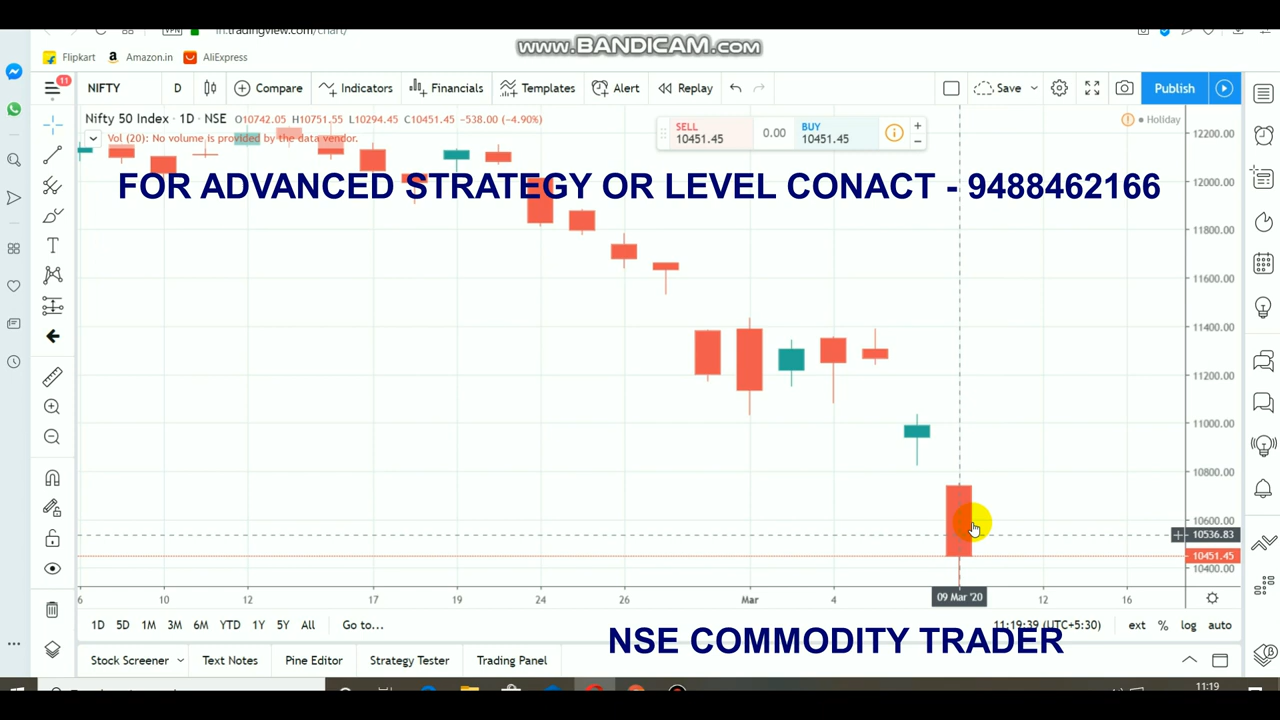 in.tradingview.com/chart/
www.BANDICAM.com
Flipkart Amazon.in AliExpress
11
NIFTY D Compare Indicators Financials Templates Alert Replay Save Publish
Nifty 50 Index · 1D · NSE O10742.05 H10751.55 L10294.45 C10451.45 -538.00 (-4.90%)
Vol (20): No volume is provided by the data vendor.
SELL 10451.45 0.00 BUY 10451.45
Holiday
FOR ADVANCED STRATEGY OR LEVEL CONACT - 9488462166
12200.00
12000.00
11800.00
11600.00
11400.00
11200.00
11000.00
10800.00
10600.00
10536.83
10451.45
10400.00
6 10 12 17 19 24 26 Mar 4 09 Mar '20 12 16
1D 5D 1M 3M 6M YTD 1Y 5Y All Go to... 11:19:39 (UTC+5:30) ext % log auto
NSE COMMODITY TRADER
Stock Screener Text Notes Pine Editor Strategy Tester Trading Panel
11:19